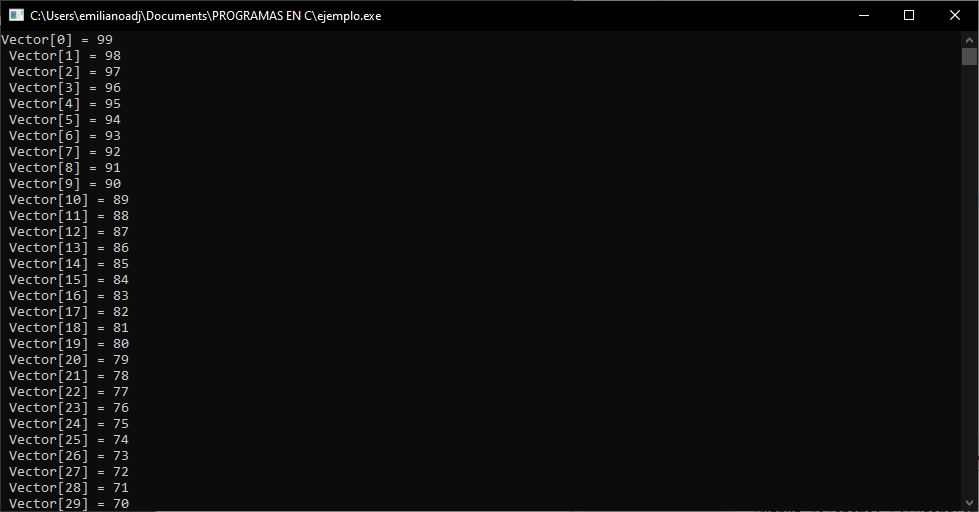 C:\Users\emilianoadj\Documents\PROGRAMAS EN C\ejemplo.exe
Vector[0] = 99
Vector[1] = 98
Vector[2] = 97
Vector[3] = 96
Vector[4] = 95
Vector[5] = 94
Vector[6] = 93
Vector[7] = 92
Vector[8] = 91
Vector[9] = 90
Vector[10] = 89
Vector[11] = 88
Vector[12] = 87
Vector[13] = 86
Vector[14] = 85
Vector[15] = 84
Vector[16] = 83
Vector[17] = 82
Vector[18] = 81
Vector[19] = 80
Vector[20] = 79
Vector[21] = 78
Vector[22] = 77
Vector[23] = 76
Vector[24] = 75
Vector[25] = 74
Vector[26] = 73
Vector[27] = 72
Vector[28] = 71
Vector[29] = 70